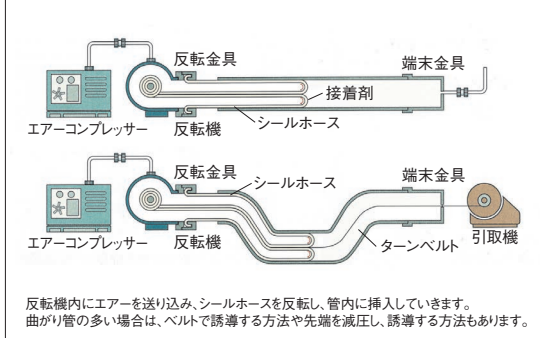 反転金具
端末金具
接着剤
シールホース
エアーコンプレッサー
反転機
反転金具
シールホース
端末金具
エアーコンプレッサー
反転機
ターンベルト
引取機
反転機内にエアーを送り込み、シールホースを反転し、管内に挿入していきます。
曲がり管の多い場合は、ベルトで誘導する方法や先端を減圧し、誘導する方法もあります。